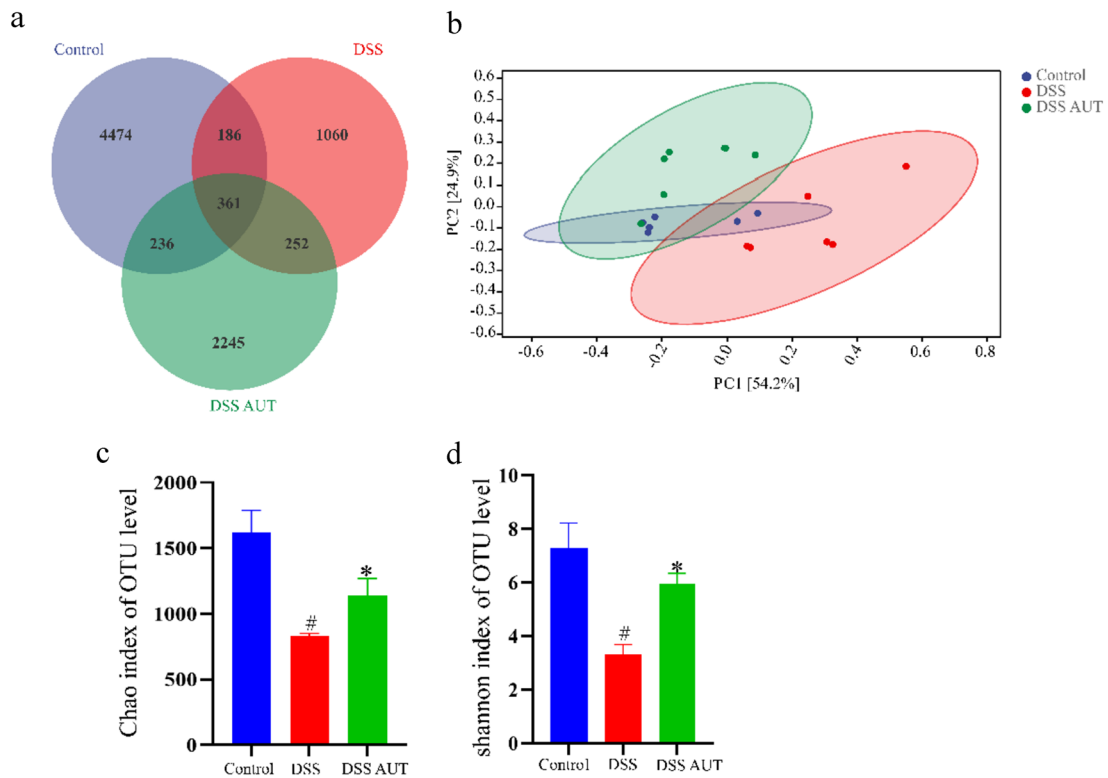 a
Control
DSS
4474
186
1060
361
236
252
2245
DSS AUT
b
0.6
0.5
0.4
0.3
0.2
0.1
0.0
-0.1
-0.2
-0.3
-0.4
-0.5
-0.6
PC2 [24.9%]
-0.6
-0.4
-0.2
0.0
0.2
0.4
0.6
0.8
PC1 [54.2%]
Control
DSS
DSS AUT
c
Chao index of OTU level
2000
1500
1000
500
0
#
*
Control DSS DSS AUT
d
shannon index of OTU level
10
8
6
4
2
0
#
*
Control DSS DSS AUT